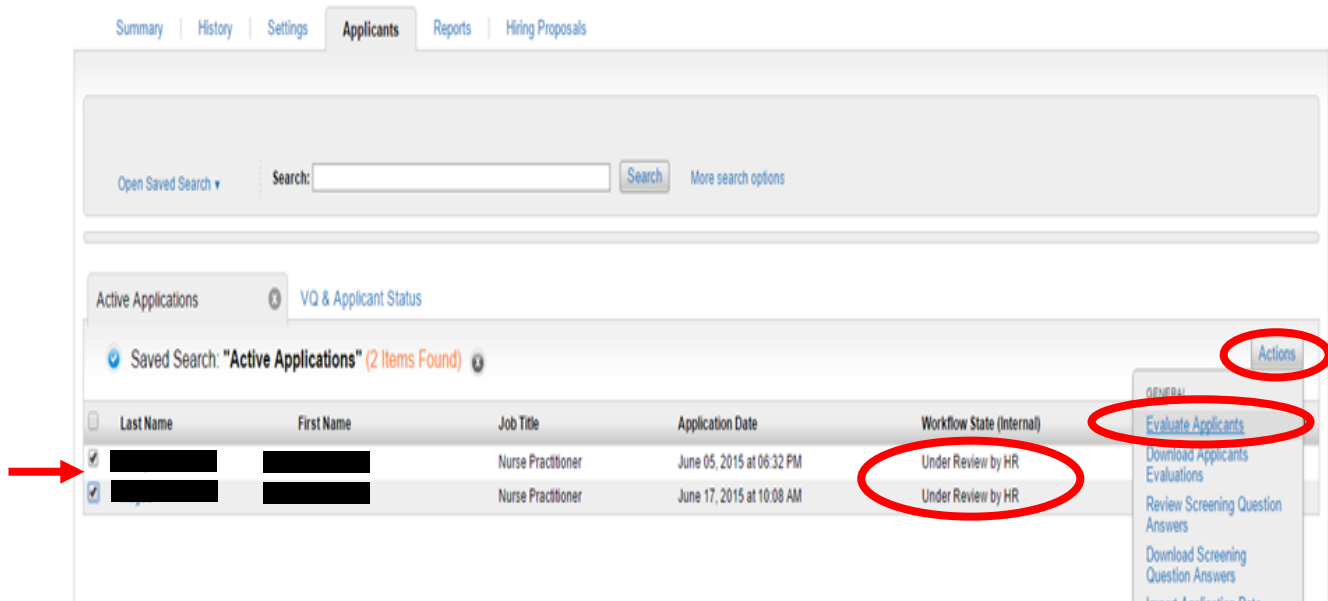 Summary History Settings Applicants Reports Hiring Proposals
Open Saved Search ▾ Search: Search More search options
Active Applications VQ & Applicant Status
Saved Search: "Active Applications" (2 Items Found)
Actions
GENERAL
Last Name First Name Job Title Application Date Workflow State (Internal)
Evaluate Applicants
Nurse Practitioner June 05, 2015 at 06:32 PM Under Review by HR
Download Applicants
Evaluations
Nurse Practitioner June 17, 2015 at 10:08 AM Under Review by HR
Review Screening Question
Answers
Download Screening
Question Answers